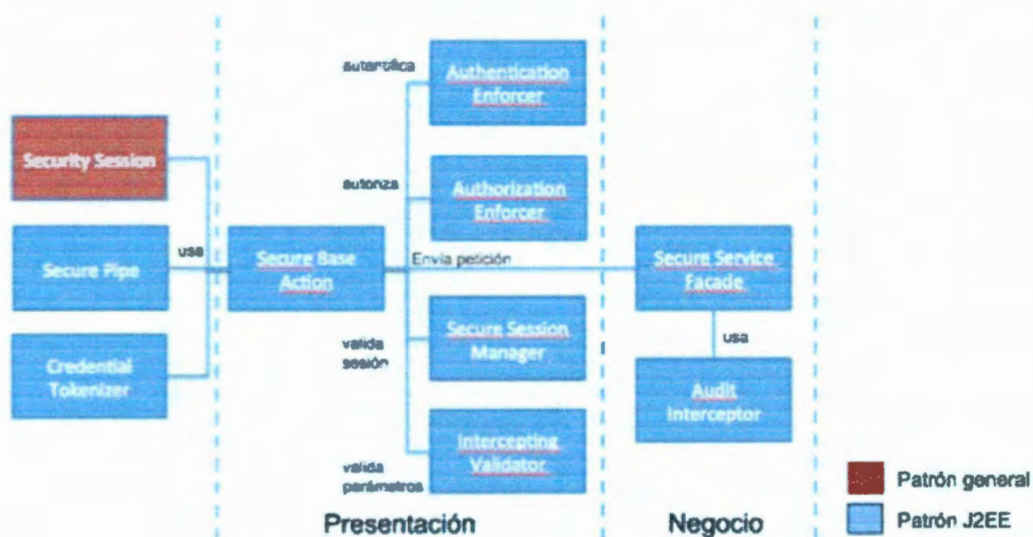 autentifica
Authentication
Enforcer
Security Session
autoriza
Authorization
Enforcer
Secure Pipe
usa
Secure Base
Action
Envía petición
Secure Service
Facade
Credential
Tokenizer
valida
sesión
Secure Session
Manager
usa
Audit
Interceptor
valida
parámetros
Intercepting
Validator
Presentación
Negocio
Patrón general
Patrón J2EE